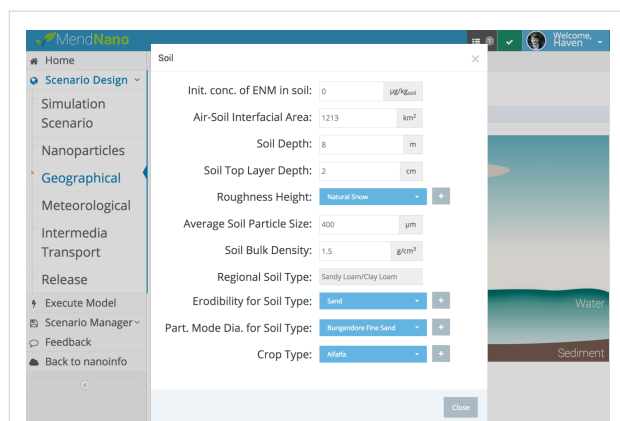 MendNano
1
Welcome,
Haven
Home
Scenario Design
Simulation
Scenario
Nanoparticles
Geographical
Meteorological
Intermedia
Transport
Release
Execute Model
Scenario Manager
Feedback
Back to nanoinfo
Soil
×
Init. conc. of ENM in soil: 0 µg/kgsoil
Air-Soil Interfacial Area: 1213 km²
Soil Depth: 8 m
Soil Top Layer Depth: 2 cm
Roughness Height: Natural Snow +
Average Soil Particle Size: 400 µm
Soil Bulk Density: 1.5 g/cm³
Regional Soil Type: Sandy Loam/Clay Loam
Erodibility for Soil Type: Sand +
Part. Mode Dia. for Soil Type: Bungendore Fine Sand +
Crop Type: Alfalfa +
Close
Water
Sediment